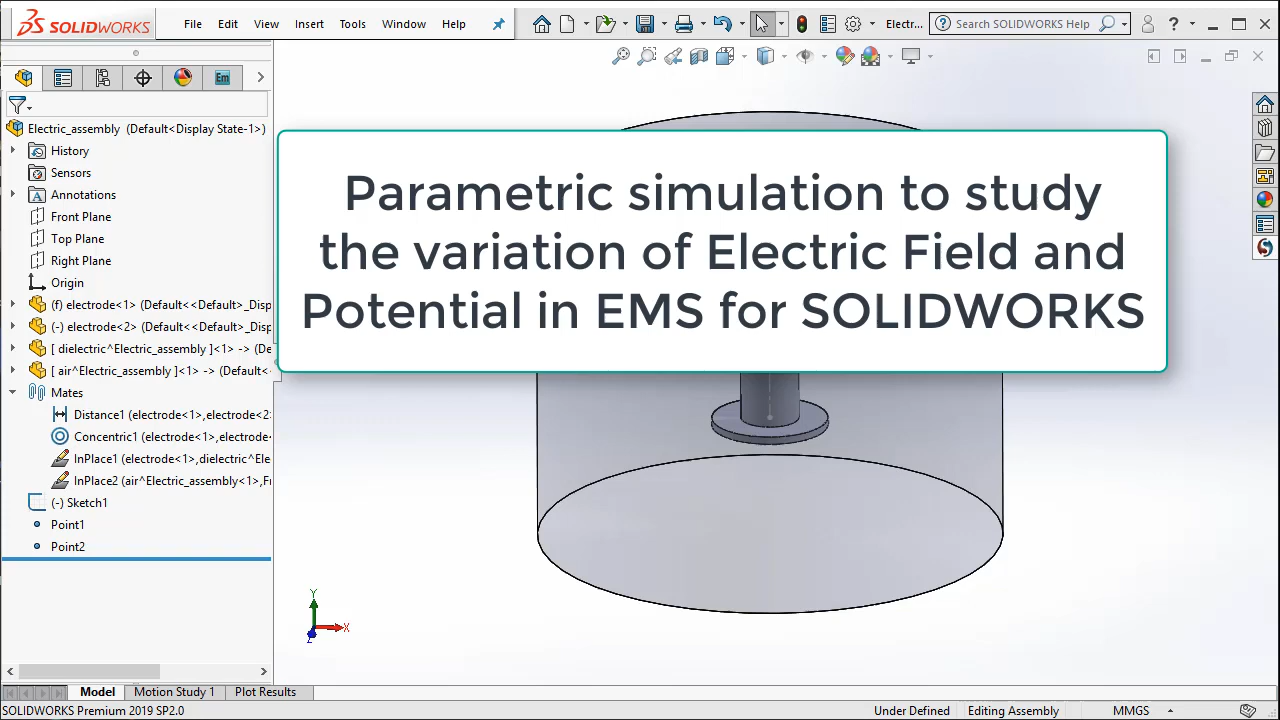 SOLIDWORKS
File Edit View Insert Tools Window Help
Electr...
Search SOLIDWORKS Help
?
Em
Electric_assembly (Default<Display State-1>)
History
Sensors
Annotations
Front Plane
Top Plane
Right Plane
Origin
(f) electrode<1> (Default<<Default>_Disp
(-) electrode<2> (Default<<Default>_Disp
[ dielectric^Electric_assembly ]<1> -> (De
[ air^Electric_assembly ]<1> -> (Default<
Mates
Distance1 (electrode<1>,electrode<2
Concentric1 (electrode<1>,electrode<
InPlace1 (electrode<1>,dielectric^Ele
InPlace2 (air^Electric_assembly<1>,Fr
(-) Sketch1
Point1
Point2
Parametric simulation to study
the variation of Electric Field and
Potential in EMS for SOLIDWORKS
Y
X
Z
Model Motion Study 1 Plot Results
SOLIDWORKS Premium 2019 SP2.0
Under Defined Editing Assembly MMGS